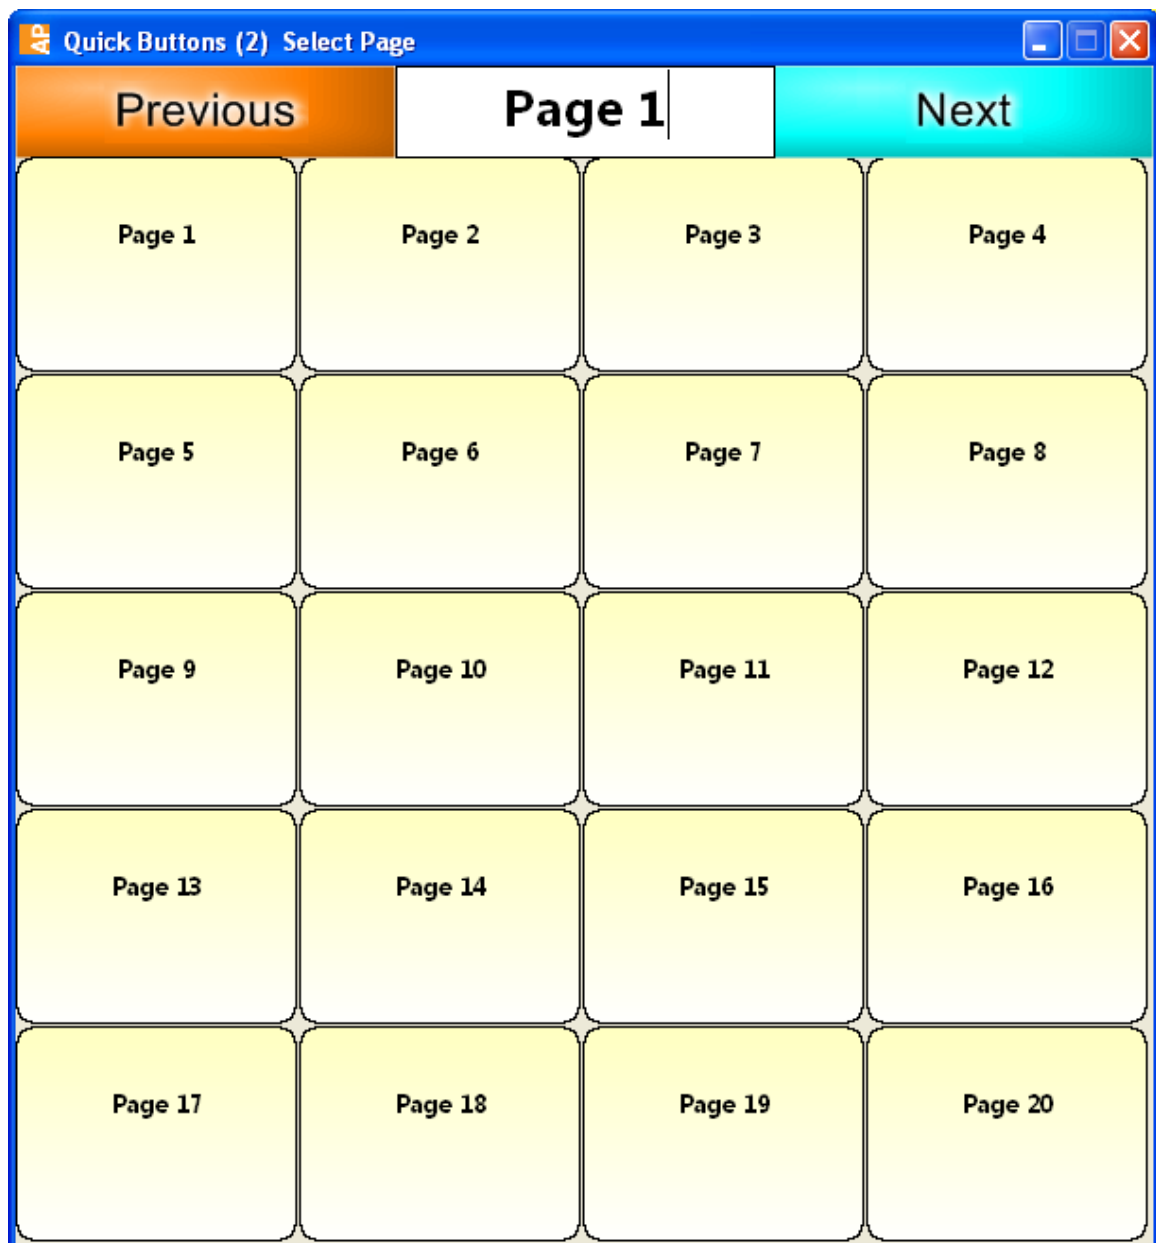 AP Quick Buttons (2) Select Page
Previous Page 1 Next
Page 1 Page 2 Page 3 Page 4
Page 5 Page 6 Page 7 Page 8
Page 9 Page 10 Page 11 Page 12
Page 13 Page 14 Page 15 Page 16
Page 17 Page 18 Page 19 Page 20